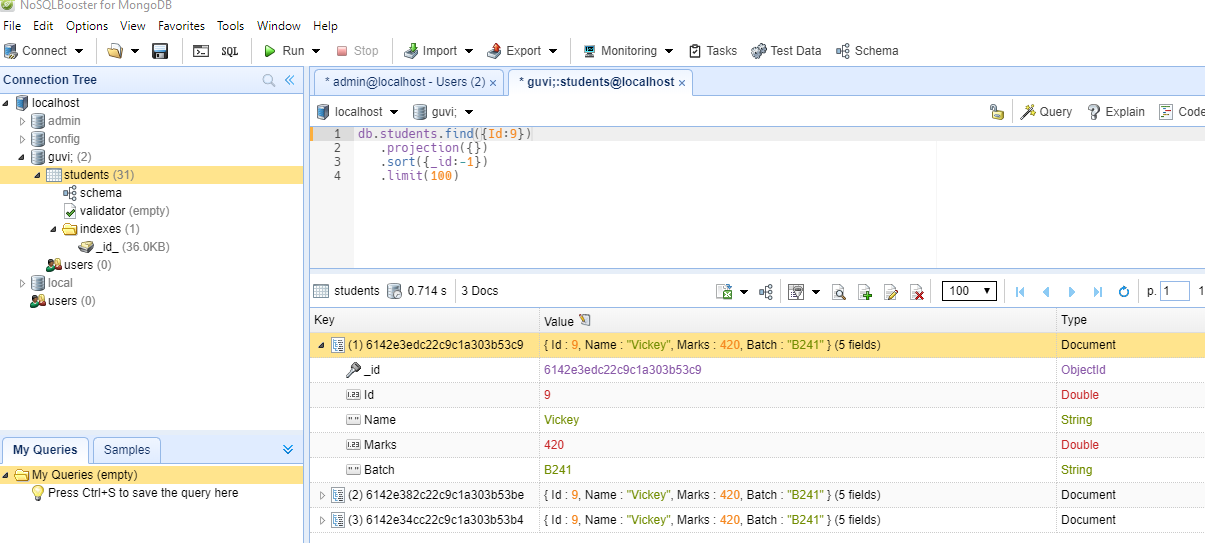 NoSQLBooster for MongoDB
File Edit Options View Favorites Tools Window Help
Connect SQL Run Stop Import Export Monitoring Tasks Test Data Schema
Connection Tree
localhost
admin
config
guvi; (2)
students (31)
schema
validator (empty)
indexes (1)
_id_ (36.0KB)
users (0)
local
users (0)
My Queries Samples
My Queries (empty)
Press Ctrl+S to save the query here
* admin@localhost - Users (2) × * guvi;:students@localhost ×
localhost guvi; Query Explain Code
1 db.students.find({Id:9})
2 .projection({})
3 .sort({_id:-1})
4 .limit(100)
students 0.714 s 3 Docs 100 p. 1 1
Key Value Type
(1) 6142e3edc22c9c1a303b53c9 { Id : 9, Name : "Vickey", Marks : 420, Batch : "B241" } (5 fields) Document
_id 6142e3edc22c9c1a303b53c9 ObjectId
1.23 Id 9 Double
" " Name Vickey String
1.23 Marks 420 Double
" " Batch B241 String
(2) 6142e382c22c9c1a303b53be { Id : 9, Name : "Vickey", Marks : 420, Batch : "B241" } (5 fields) Document
(3) 6142e34cc22c9c1a303b53b4 { Id : 9, Name : "Vickey", Marks : 420, Batch : "B241" } (5 fields) Document